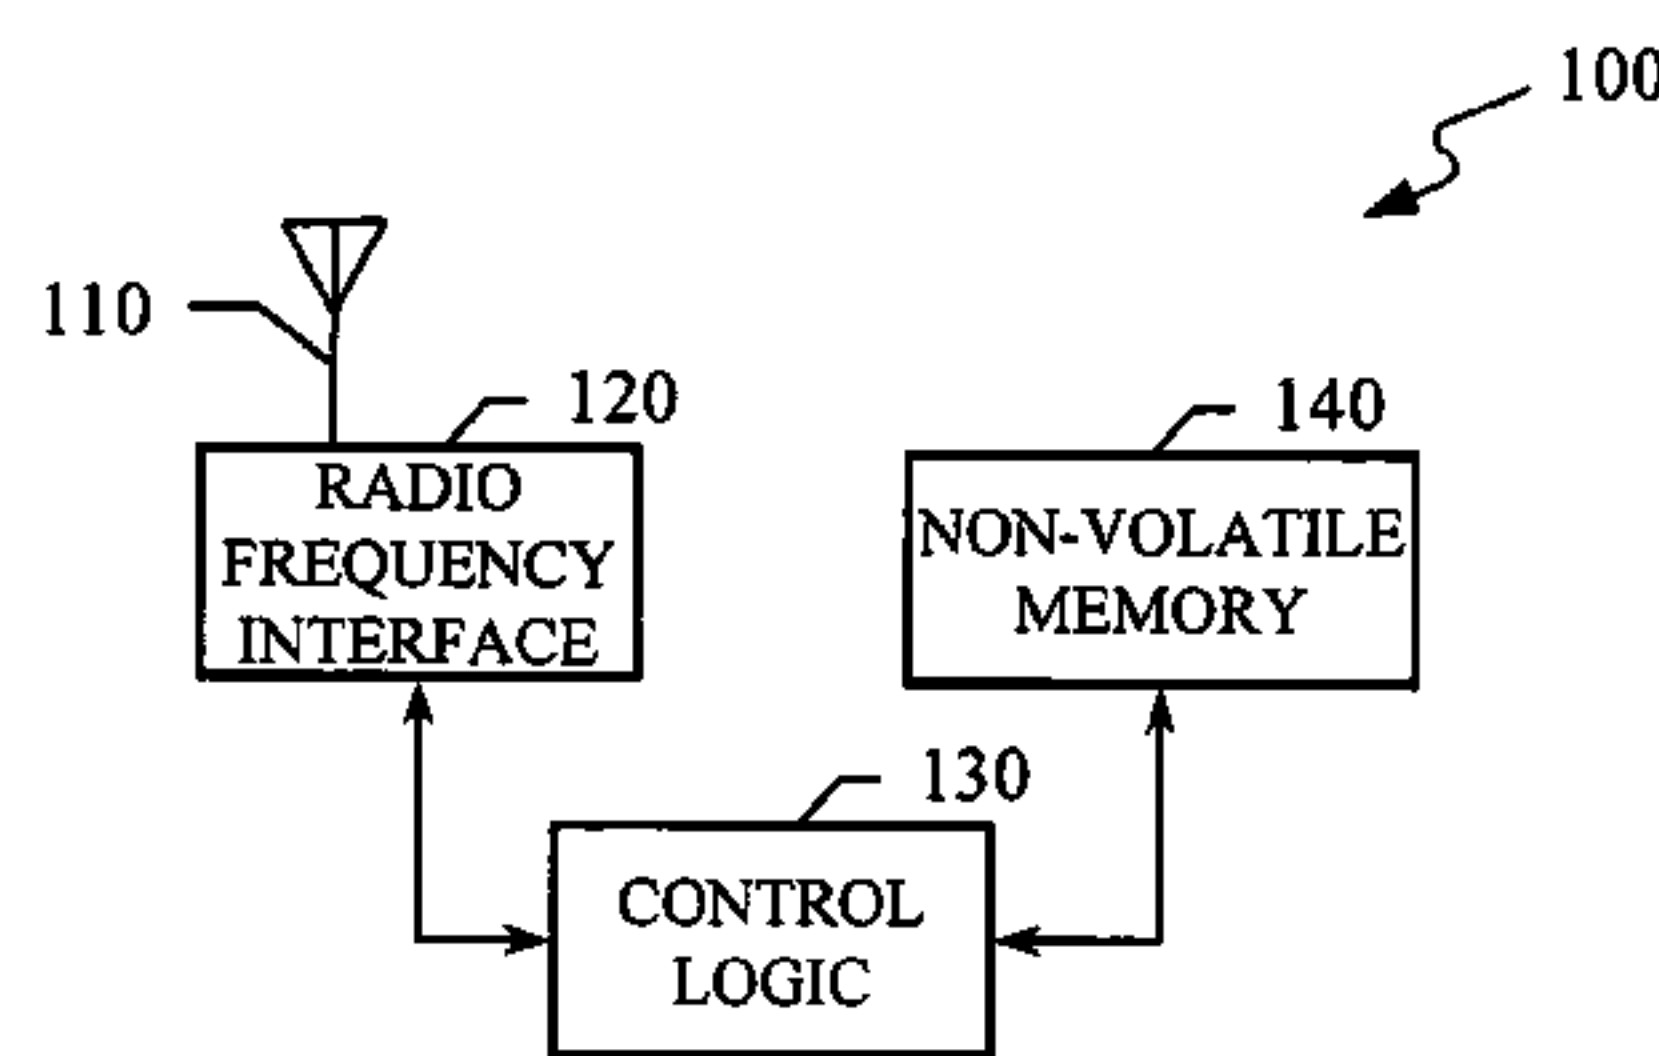 100
110
120
140
RADIO
FREQUENCY
INTERFACE
NON-VOLATILE
MEMORY
130
CONTROL
LOGIC